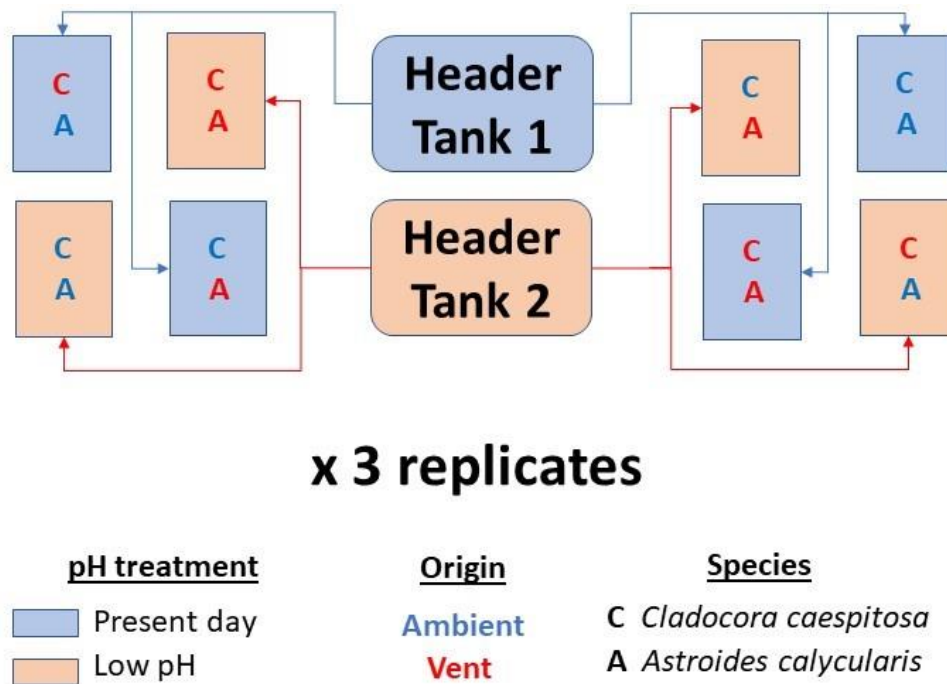 C
A
C
A
Header
Tank 1
C
A
C
A
C
A
C
A
Header
Tank 2
C
A
C
A
x 3 replicates
pH treatment
Present day
Low pH
Origin
Ambient
Vent
Species
C Cladocora caespitosa
A Astroides calycularis